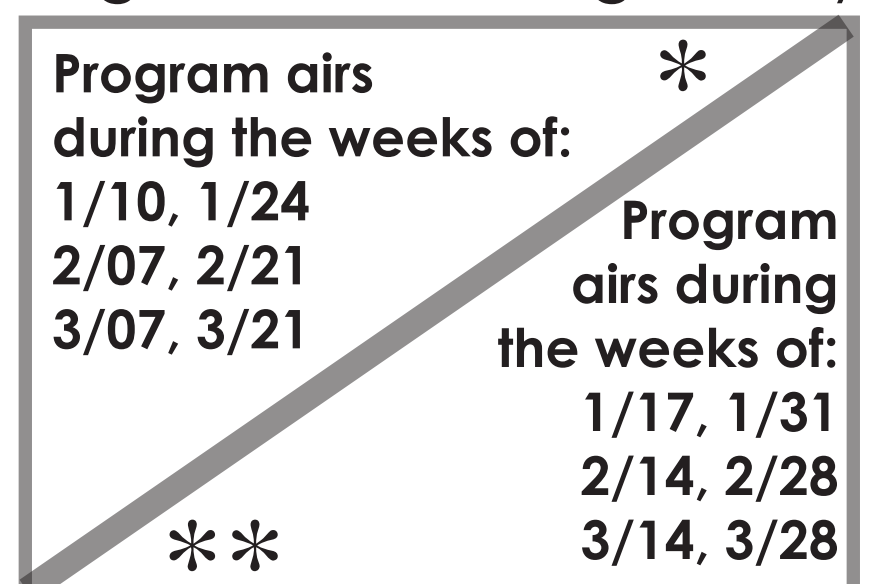 *
Program airs
during the weeks of:
1/10, 1/24
2/07, 2/21
3/07, 3/21
Program
airs during
the weeks of:
1/17, 1/31
2/14, 2/28
3/14, 3/28
**